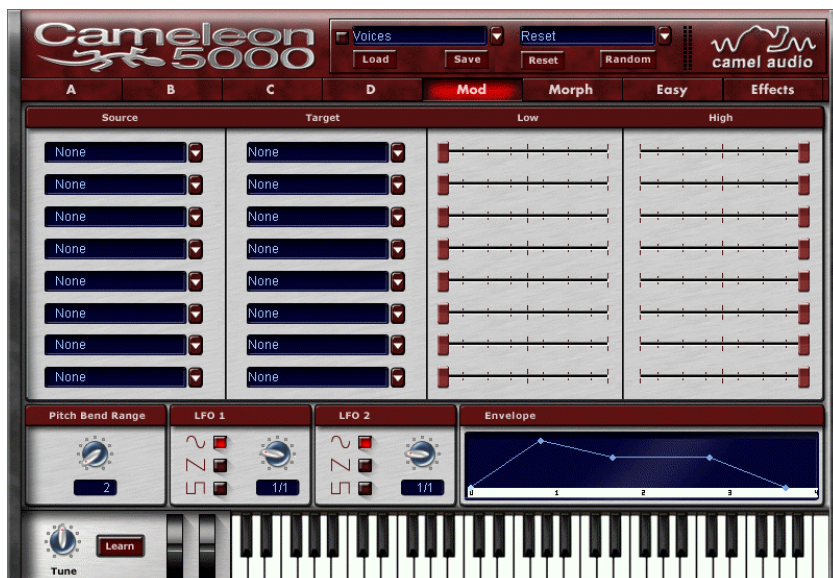 Cameleon
5000
Voices
Reset
Load
Save
Reset
Random
camel audio
A B C D Mod Morph Easy Effects
Source Target Low High
None None
None None
None None
None None
None None
None None
None None
None None
Pitch Bend Range LFO 1 LFO 2 Envelope
2 1/1 1/1
0 1 2 3 4
Learn
Tune